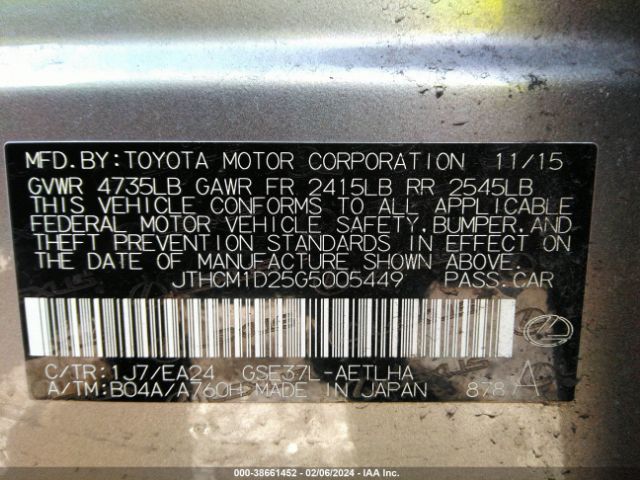 MFD.BY:TOYOTA MOTOR CORPORATION 11/15
GVWR 4735LB GAWR FR 2415LB RR 2545LB
THIS VEHICLE CONFORMS TO ALL APPLICABLE
FEDERAL MOTOR VEHICLE SAFETY,BUMPER,AND
THEFT PREVENTION STANDARDS IN EFFECT ON
THE DATE OF MANUFACTURE SHOWN ABOVE.
JTHCM1D25G5005449 PASS.CAR
C/TR:1J7/EA24 GSE37L-AETLHA
A/TM:B04A/A760H MADE IN JAPAN 878 A
000-38661452 - 02/06/2024 - IAA Inc.